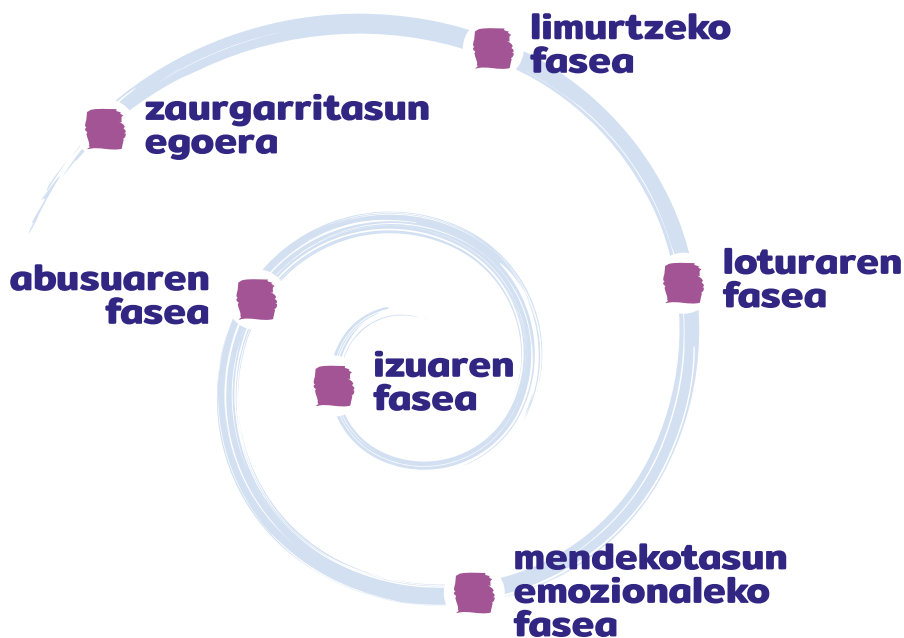 zaurgarritasun
egoera
limurtzeko
fasea
loturaren
fasea
mendekotasun
emozionaleko
fasea
abusuaren
fasea
izuaren
fasea